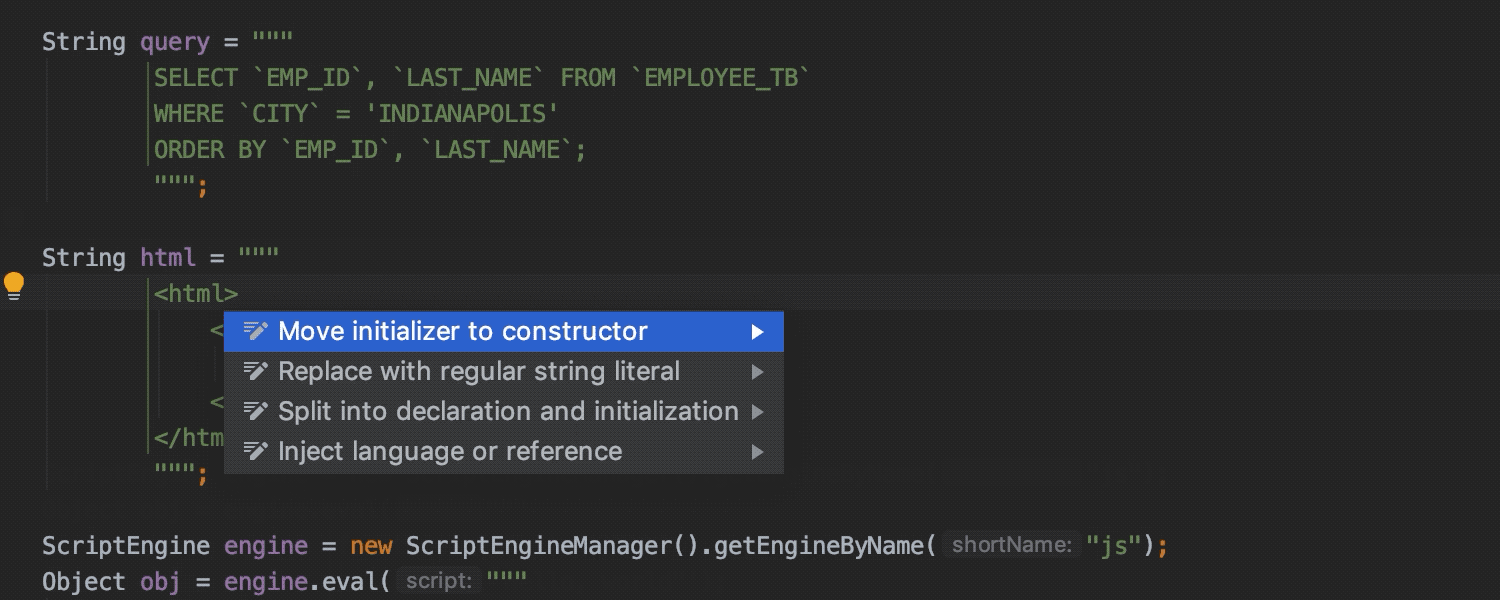 String query = """
SELECT `EMP_ID`, `LAST_NAME` FROM `EMPLOYEE_TB`
WHERE `CITY` = 'INDIANAPOLIS'
ORDER BY `EMP_ID`, `LAST_NAME`;
""";
String html = """
<html>
<
Move initializer to constructor
Replace with regular string literal
<
Split into declaration and initialization
</htm
Inject language or reference
""";
ScriptEngine engine = new ScriptEngineManager().getEngineByName( shortName: "js");
Object obj = engine.eval( script: """